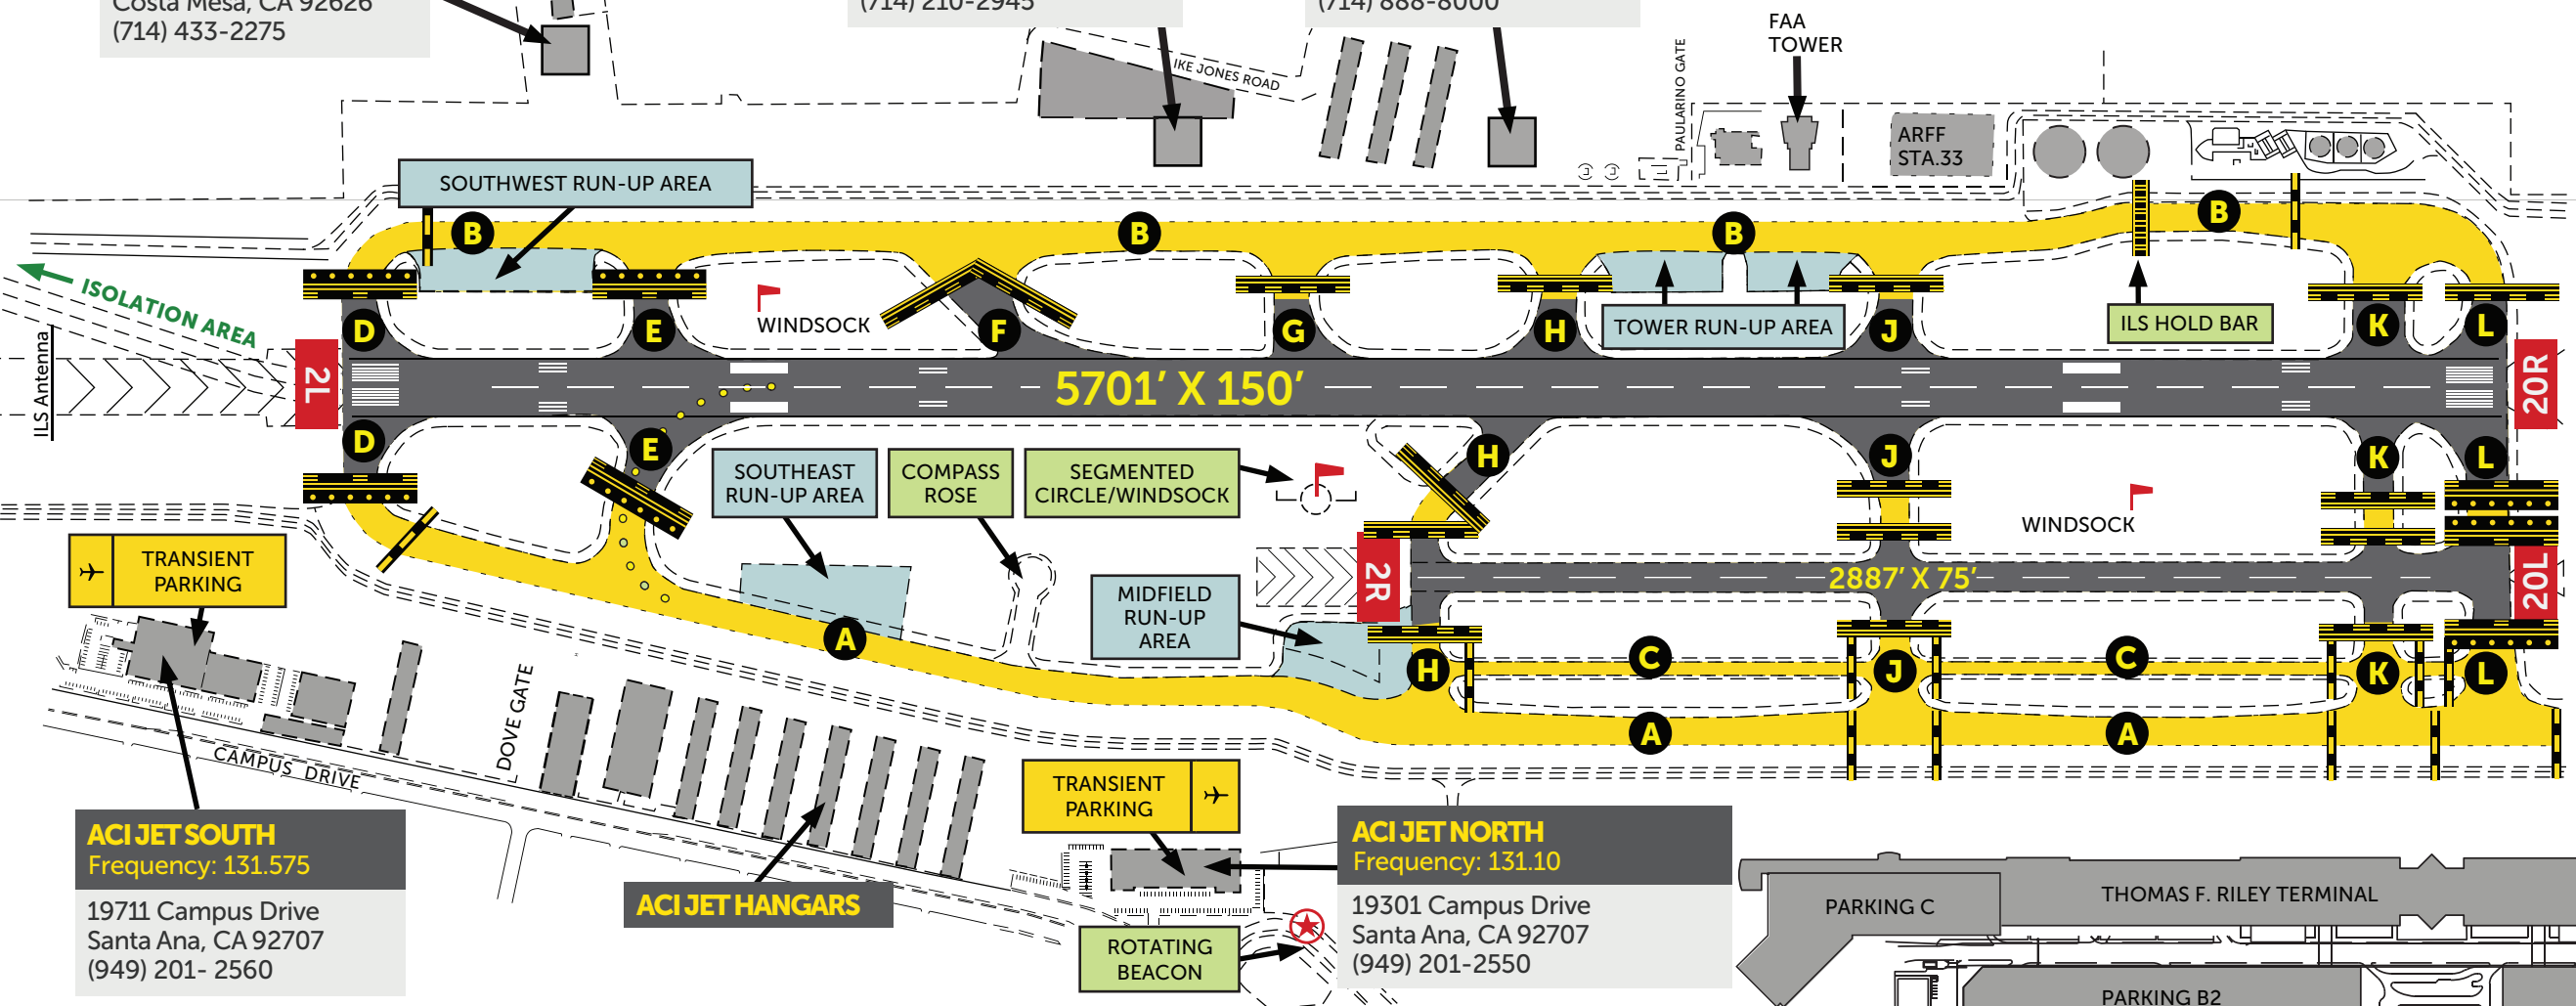 Costa Mesa, CA 92626
(714) 433-2275
(714) 210-2945
(714) 888-8000
FAA
TOWER
IKE JONES ROAD
PAULARINO GATE
ARFF
STA.33
SOUTHWEST RUN-UP AREA
B
B
B
B
ISOLATION AREA
ILS Antenna
WINDSOCK
TOWER RUN-UP AREA
ILS HOLD BAR
D
E
F
G
H
J
K
L
2L
5701' X 150'
20R
D
E
H
J
K
L
SOUTHEAST
RUN-UP AREA
COMPASS
ROSE
SEGMENTED
CIRCLE/WINDSOCK
WINDSOCK
TRANSIENT
PARKING
MIDFIELD
RUN-UP
AREA
2R
2887' X 75'
20L
A
H
C
J
C
K
L
A
A
DOVE GATE
CAMPUS DRIVE
TRANSIENT
PARKING
ACI JET SOUTH
Frequency: 131.575
19711 Campus Drive
Santa Ana, CA 92707
(949) 201- 2560
ACI JET HANGARS
ACI JET NORTH
Frequency: 131.10
19301 Campus Drive
Santa Ana, CA 92707
(949) 201-2550
ROTATING
BEACON
PARKING C
THOMAS F. RILEY TERMINAL
PARKING B2